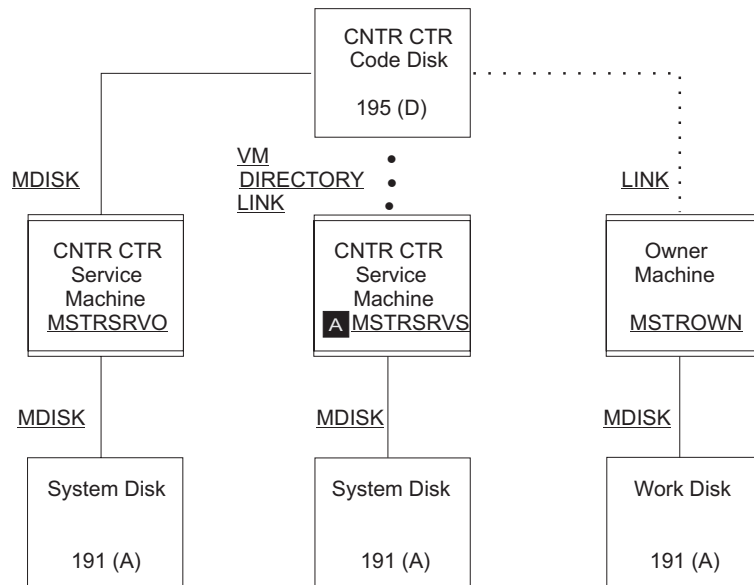 CNTR CTR
Code Disk
195 (D)
MDISK
VM
DIRECTORY
LINK
LINK
CNTR CTR
Service
Machine
MSTRSRVO
CNTR CTR
Service
Machine
A MSTRSRVS
Owner
Machine
MSTROWN
MDISK
MDISK
MDISK
System Disk
191 (A)
System Disk
191 (A)
Work Disk
191 (A)